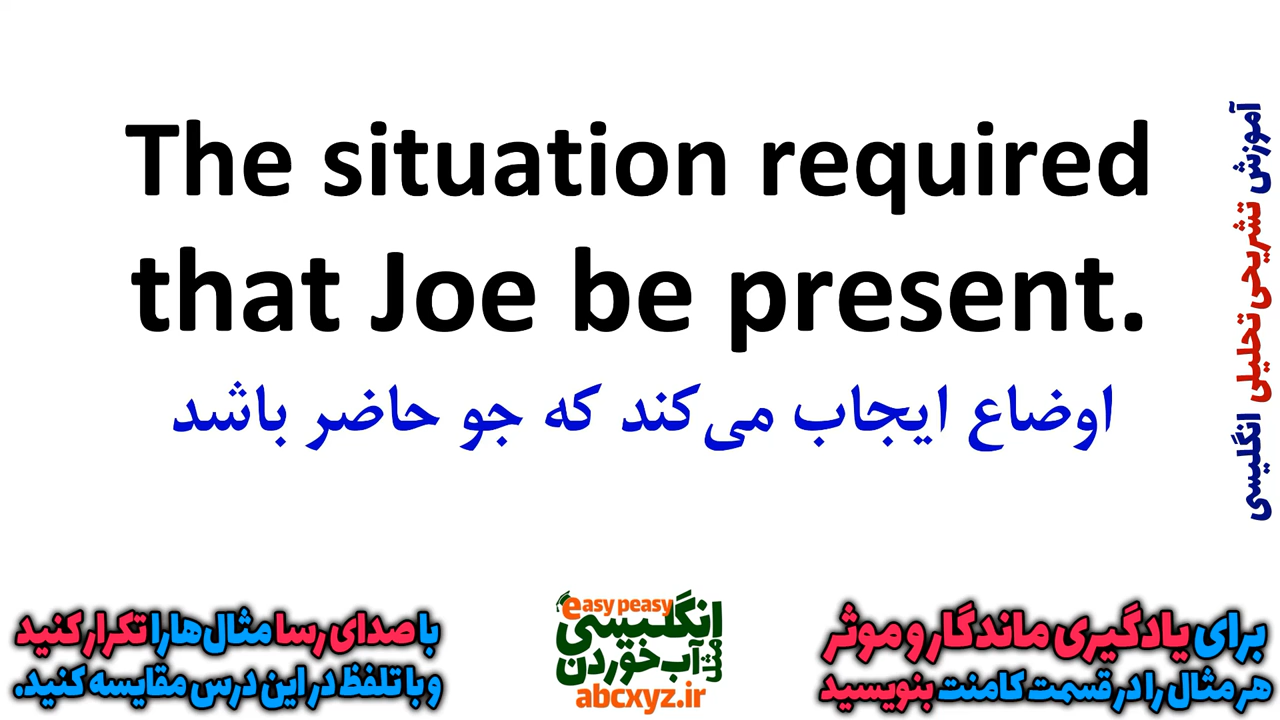 The situation required
that Joe be present.
اوضاع ایجاب می‌کند که جو حاضر باشد
آموزش تشریحی تحلیلی انگلیسی
با صدای رسا مثال‌ها را تکرار کنید
و با تلفظ در این درس مقایسه کنید.
easy peasy
انگلیسی
مثل آب خوردن
abcxyz.ir
برای یادگیری ماندگار و موثر
هر مثال را در قسمت کامنت بنویسید